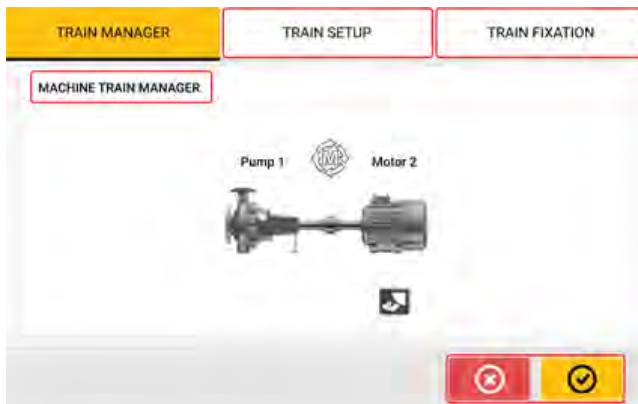 TRAIN MANAGER
TRAIN SETUP
TRAIN FIXATION
MACHINE TRAIN MANAGER
Pump 1
Motor 2